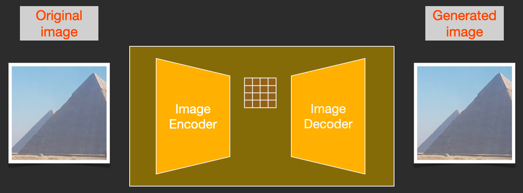 Original
image
Generated
image
Image
Encoder
Image
Decoder